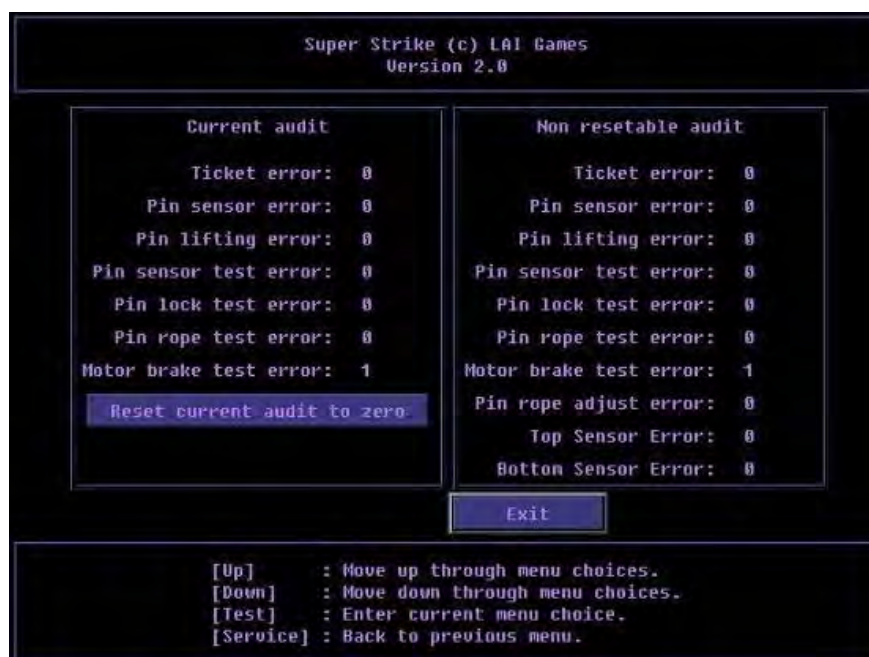 Super Strike (c) LAI Games
Version 2.0
Current audit
Ticket error: 0
Pin sensor error: 0
Pin lifting error: 0
Pin sensor test error: 0
Pin lock test error: 0
Pin rope test error: 0
Motor brake test error: 1
Reset current audit to zero
Non resetable audit
Ticket error: 0
Pin sensor error: 0
Pin lifting error: 0
Pin sensor test error: 0
Pin lock test error: 0
Pin rope test error: 0
Motor brake test error: 1
Pin rope adjust error: 0
Top Sensor Error: 0
Bottom Sensor Error: 0
Exit
[Up] : Move up through menu choices.
[Down] : Move down through menu choices.
[Test] : Enter current menu choice.
[Service] : Back to previous menu.